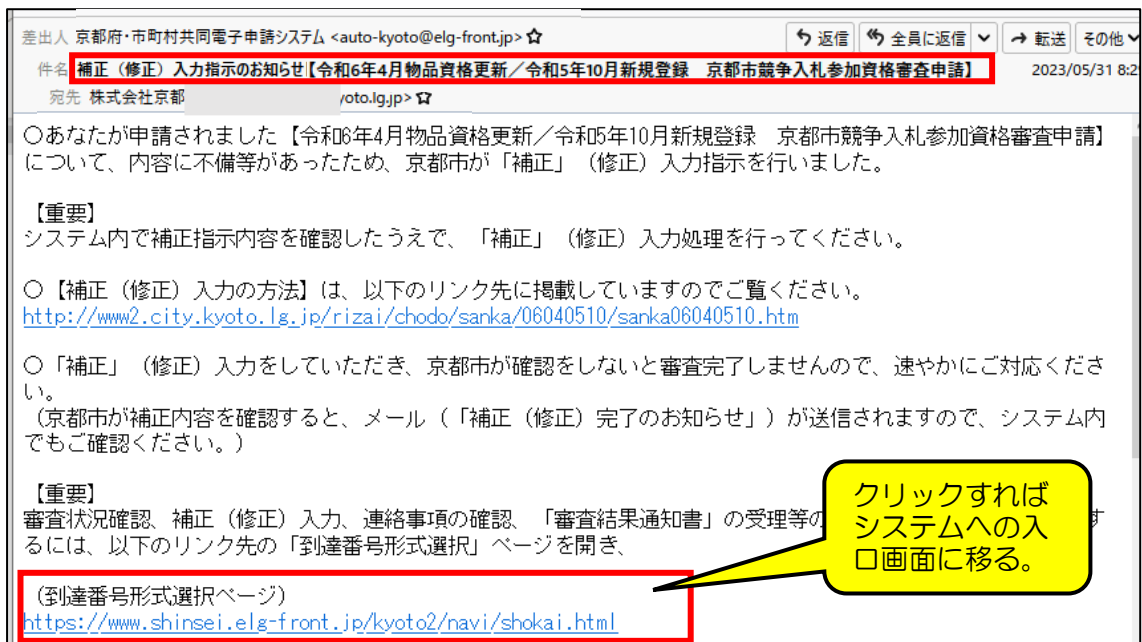 差出人 京都府・市町村共同電子申請システム <auto-kyoto@elg-front.jp>
返信 全員に返信 転送 その他
件名 補正（修正）入力指示のお知らせ【令和6年4月物品資格更新／令和5年10月新規登録 京都市競争入札参加資格審査申請】 2023/05/31 8:2
宛先 株式会社京都 yoto.lg.jp>
○あなたが申請されました【令和6年4月物品資格更新／令和5年10月新規登録 京都市競争入札参加資格審査申請】
について、内容に不備等があったため、京都市が「補正」（修正）入力指示を行いました。
【重要】
システム内で補正指示内容を確認したうえで、「補正」（修正）入力処理を行ってください。
○【補正（修正）入力の方法】は、以下のリンク先に掲載していますのでご覧ください。
http://www2.city.kyoto.lg.jp/rizai/chodo/sanka/06040510/sanka06040510.htm
○「補正」（修正）入力をしていただき、京都市が確認をしないと審査完了しませんので、速やかにご対応くださ
い。
（京都市が補正内容を確認すると、メール（「補正（修正）完了のお知らせ」）が送信されますので、システム内
でもご確認ください。）
【重要】
審査状況確認、補正（修正）入力、連絡事項の確認、「審査結果通知書」の受理等の す
るには、以下のリンク先の「到達番号形式選択」ページを開き、
クリックすれば
システムへの入
口画面に移る。
（到達番号形式選択ページ）
https://www.shinsei.elg-front.jp/kyoto2/navi/shokai.html